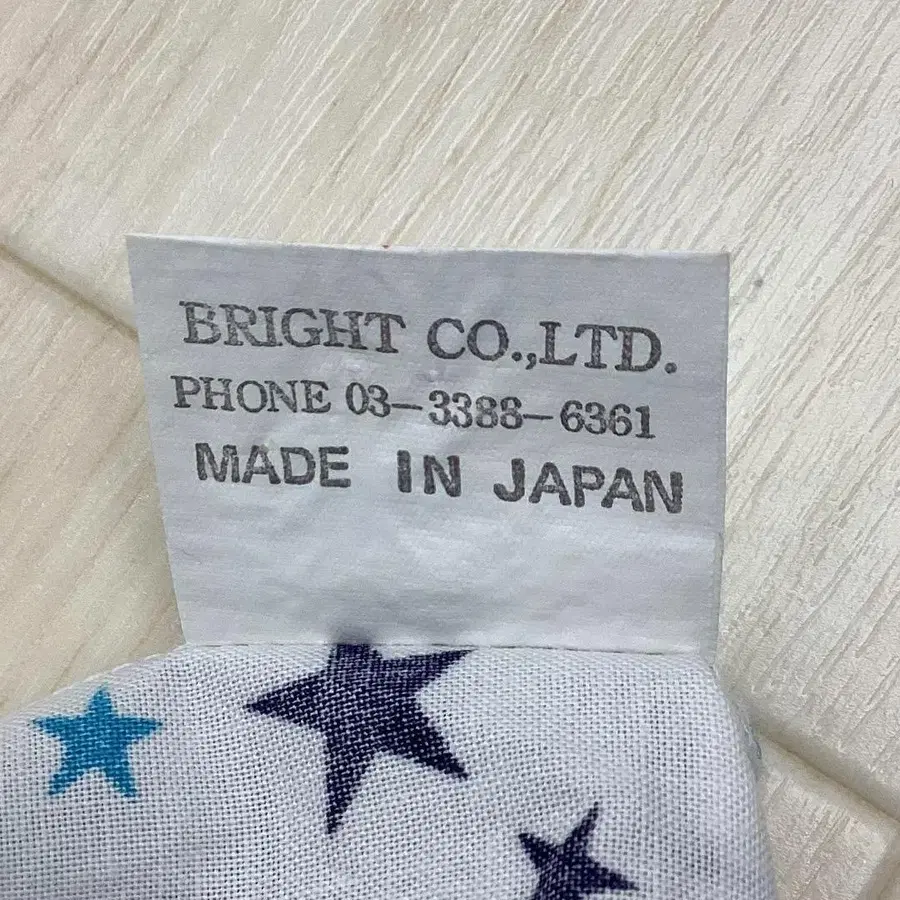 BRIGHT CO.,LTD.
PHONE 03-3388-6361
MADE IN JAPAN